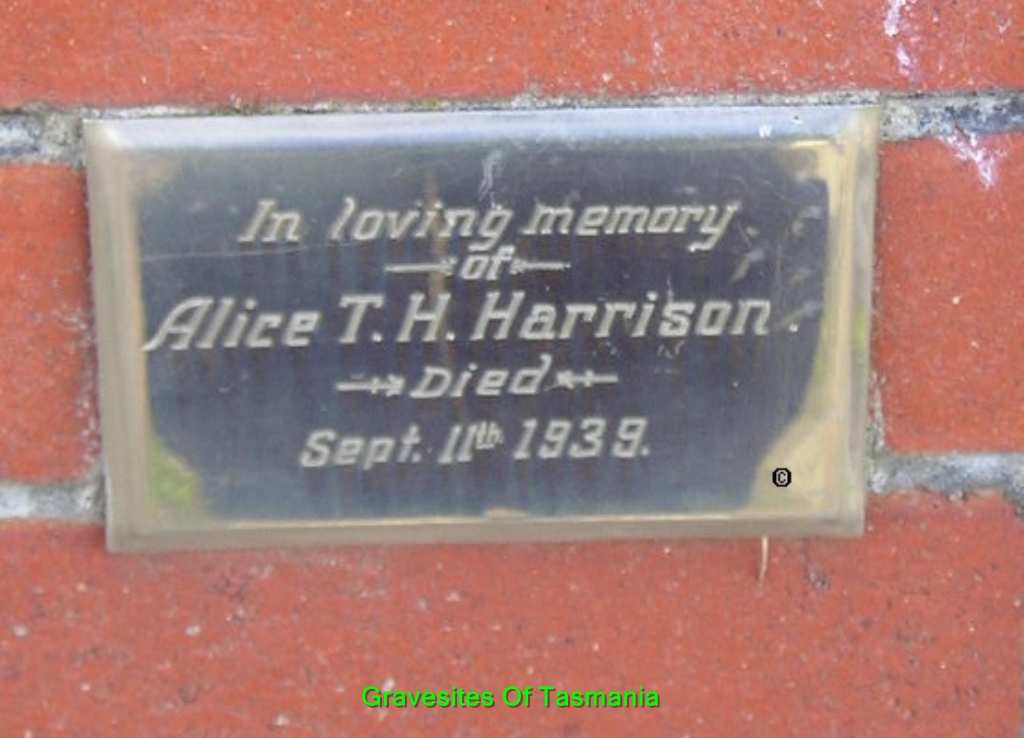 In loving memory
of
Alice T. H. Harrison.
Died
Sept. 11th 1939.
©
Gravesites Of Tasmania